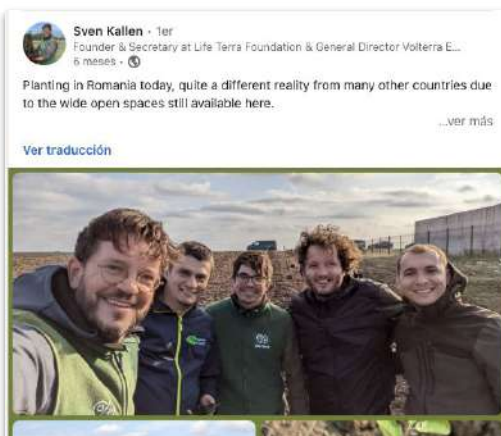 Sven Kallen · 1er
Founder & Secretary at Life Terra Foundation & General Director Volterra E...
6 meses ·
Planting in Romania today, quite a different reality from many other countries due
to the wide open spaces still available here.
...ver más
Ver traducción